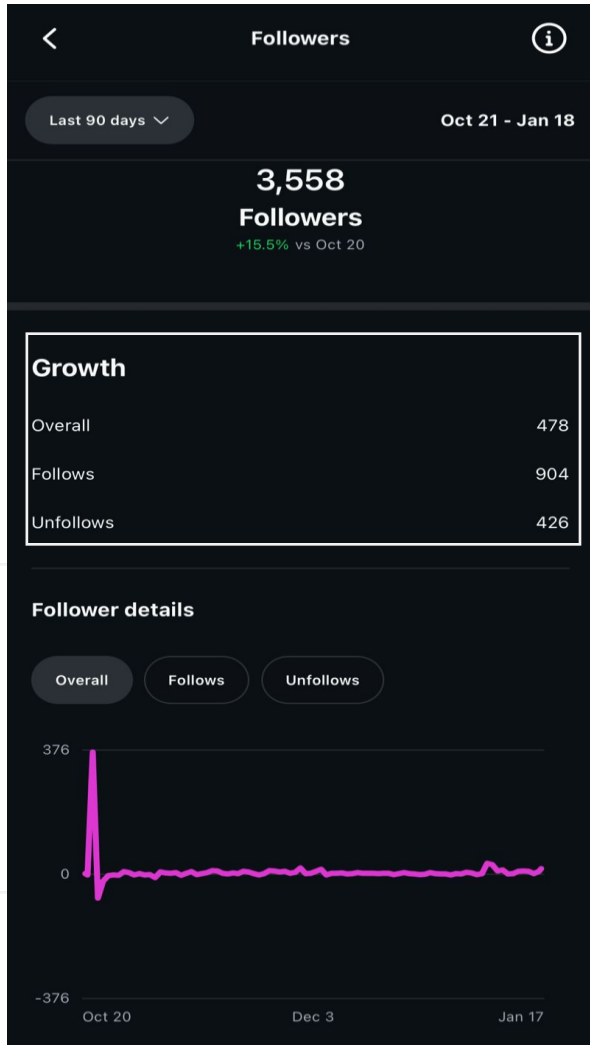 Followers
Last 90 days
Oct 21 - Jan 18
3,558
Followers
+15.5% vs Oct 20
Growth
Overall 478
Follows 904
Unfollows 426
Follower details
Overall Follows Unfollows
376
0
-376
Oct 20 Dec 3 Jan 17